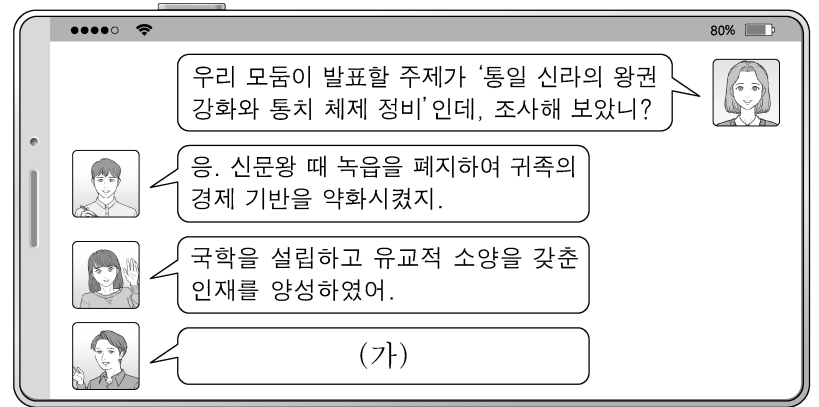 80%
우리 모둠이 발표할 주제가 ‘통일 신라의 왕권
강화와 통치 체제 정비’인데, 조사해 보았니?
응. 신문왕 때 녹읍을 폐지하여 귀족의
경제 기반을 약화시켰지.
국학을 설립하고 유교적 소양을 갖춘
인재를 양성하였어.
(가)